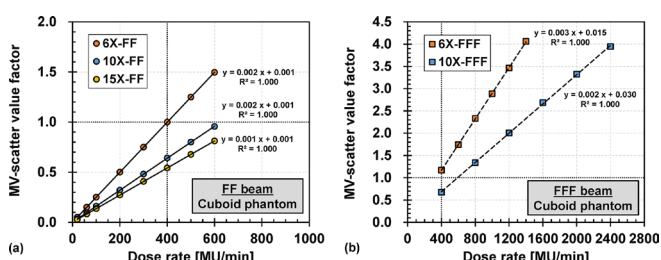 2.0
1.5
1.0
0.5
0.0
MV-scatter value factor
6X-FF
10X-FF
15X-FF
y = 0.002 x + 0.001
R² = 1.000
y = 0.002 x + 0.001
R² = 1.000
y = 0.001 x + 0.001
R² = 1.000
FF beam
Cuboid phantom
0 200 400 600 800 1000
(a)
Dose rate [MU/min]
4.5
4.0
3.5
3.0
2.5
2.0
1.5
1.0
0.5
0.0
MV-scatter value factor
6X-FFF
10X-FFF
y = 0.003 x + 0.015
R² = 1.000
y = 0.002 x + 0.030
R² = 1.000
FFF beam
Cuboid phantom
0 400 800 1200 1600 2000 2400 2800
(b)
Dose rate [MU/min]